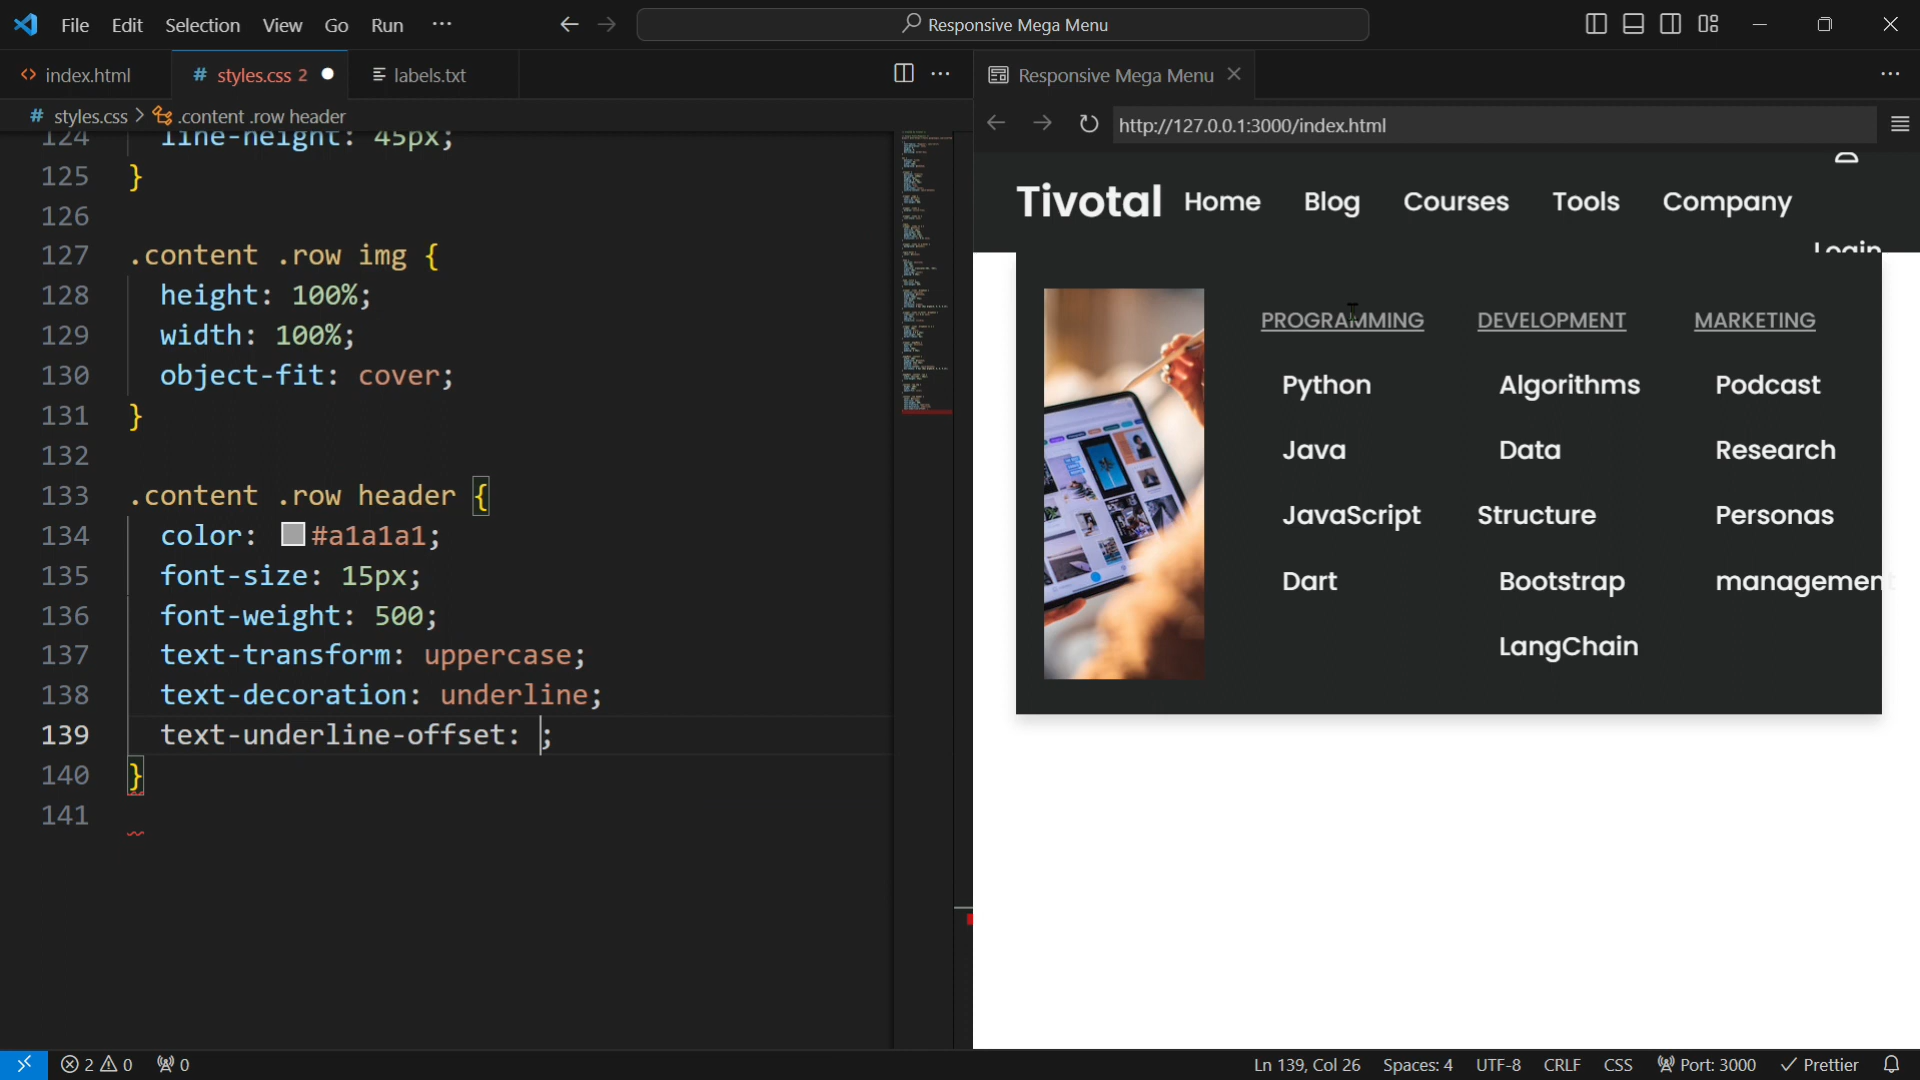 File Edit Selection View Go Run ···
Responsive Mega Menu
index.html
# styles.css 2
labels.txt
Responsive Mega Menu
# styles.css > .content .row header
http://127.0.0.1:3000/index.html
124 line-height: 45px;
125 }
126
127 .content .row img {
128 height: 100%;
129 width: 100%;
130 object-fit: cover;
131 }
132
133 .content .row header {
134 color: #a1a1a1;
135 font-size: 15px;
136 font-weight: 500;
137 text-transform: uppercase;
138 text-decoration: underline;
139 text-underline-offset: ;
140 }
141
Tivotal Home Blog Courses Tools Company
Login
PROGRAMMING DEVELOPMENT MARKETING
Python Algorithms Podcast
Java Data Research
JavaScript Structure Personas
Dart Bootstrap management
LangChain
2 0 0
Ln 139, Col 26 Spaces: 4 UTF-8 CRLF CSS Port: 3000 Prettier